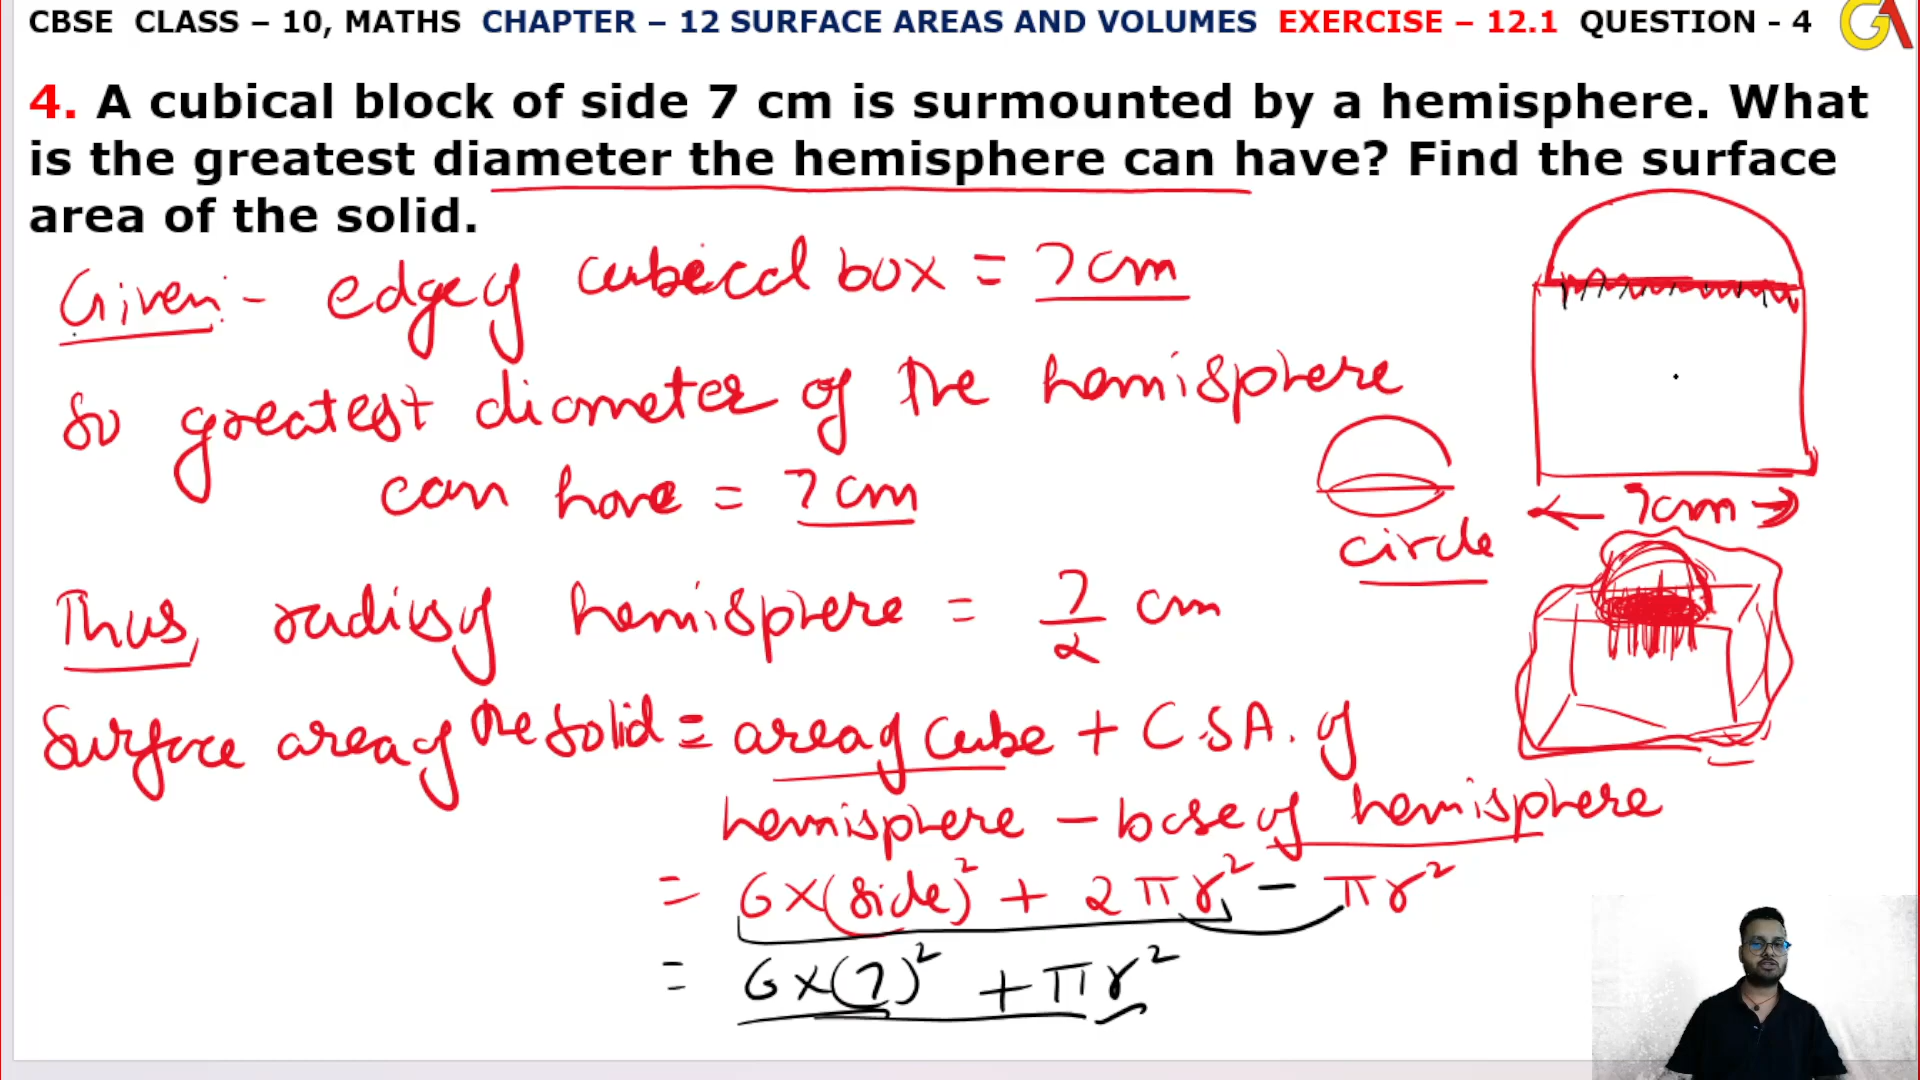 CBSE CLASS – 10, MATHS CHAPTER – 12 SURFACE AREAS AND VOLUMES EXERCISE – 12.1 QUESTION - 4 GA
4. A cubical block of side 7 cm is surmounted by a hemisphere. What
is the greatest diameter the hemisphere can have? Find the surface
area of the solid.
Given:- edge of cubical box = 7cm
So greatest diameter of the hemisphere
can have = 7cm
circle
7cm
Thus, radius of hemisphere = 7/2 cm
Surface area of the solid = area of cube + C.S.A. of
hemisphere – base of hemisphere
= 6×(side)² + 2πr² – πr²
= 6×(7)² + πr²